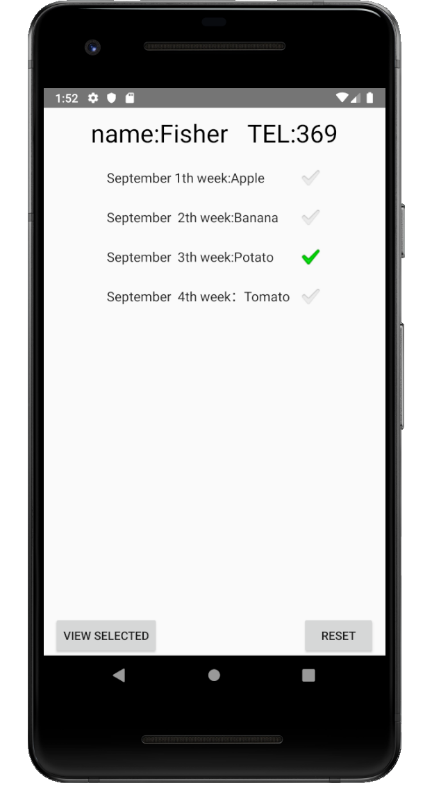 1:52
name:Fisher TEL:369
September 1th week:Apple
September 2th week:Banana
September 3th week:Potato
September 4th week：Tomato
VIEW SELECTED RESET